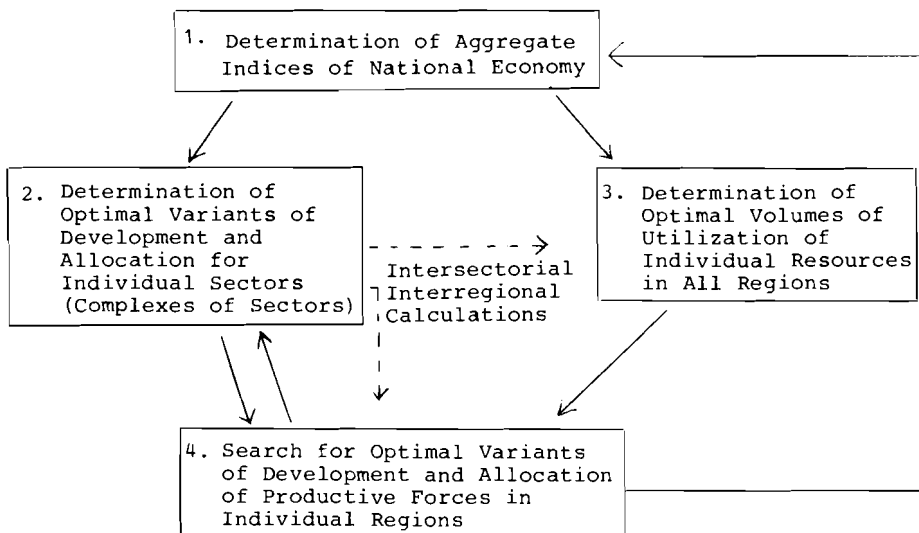 1. Determination of Aggregate
Indices of National Economy
2. Determination of
Optimal Variants of
Development and
Allocation for
Individual Sectors
(Complexes of Sectors)
Intersectorial
Interregional
Calculations
3. Determination of
Optimal Volumes of
Utilization of
Individual Resources
in All Regions
4. Search for Optimal Variants
of Development and Allocation
of Productive Forces in
Individual Regions